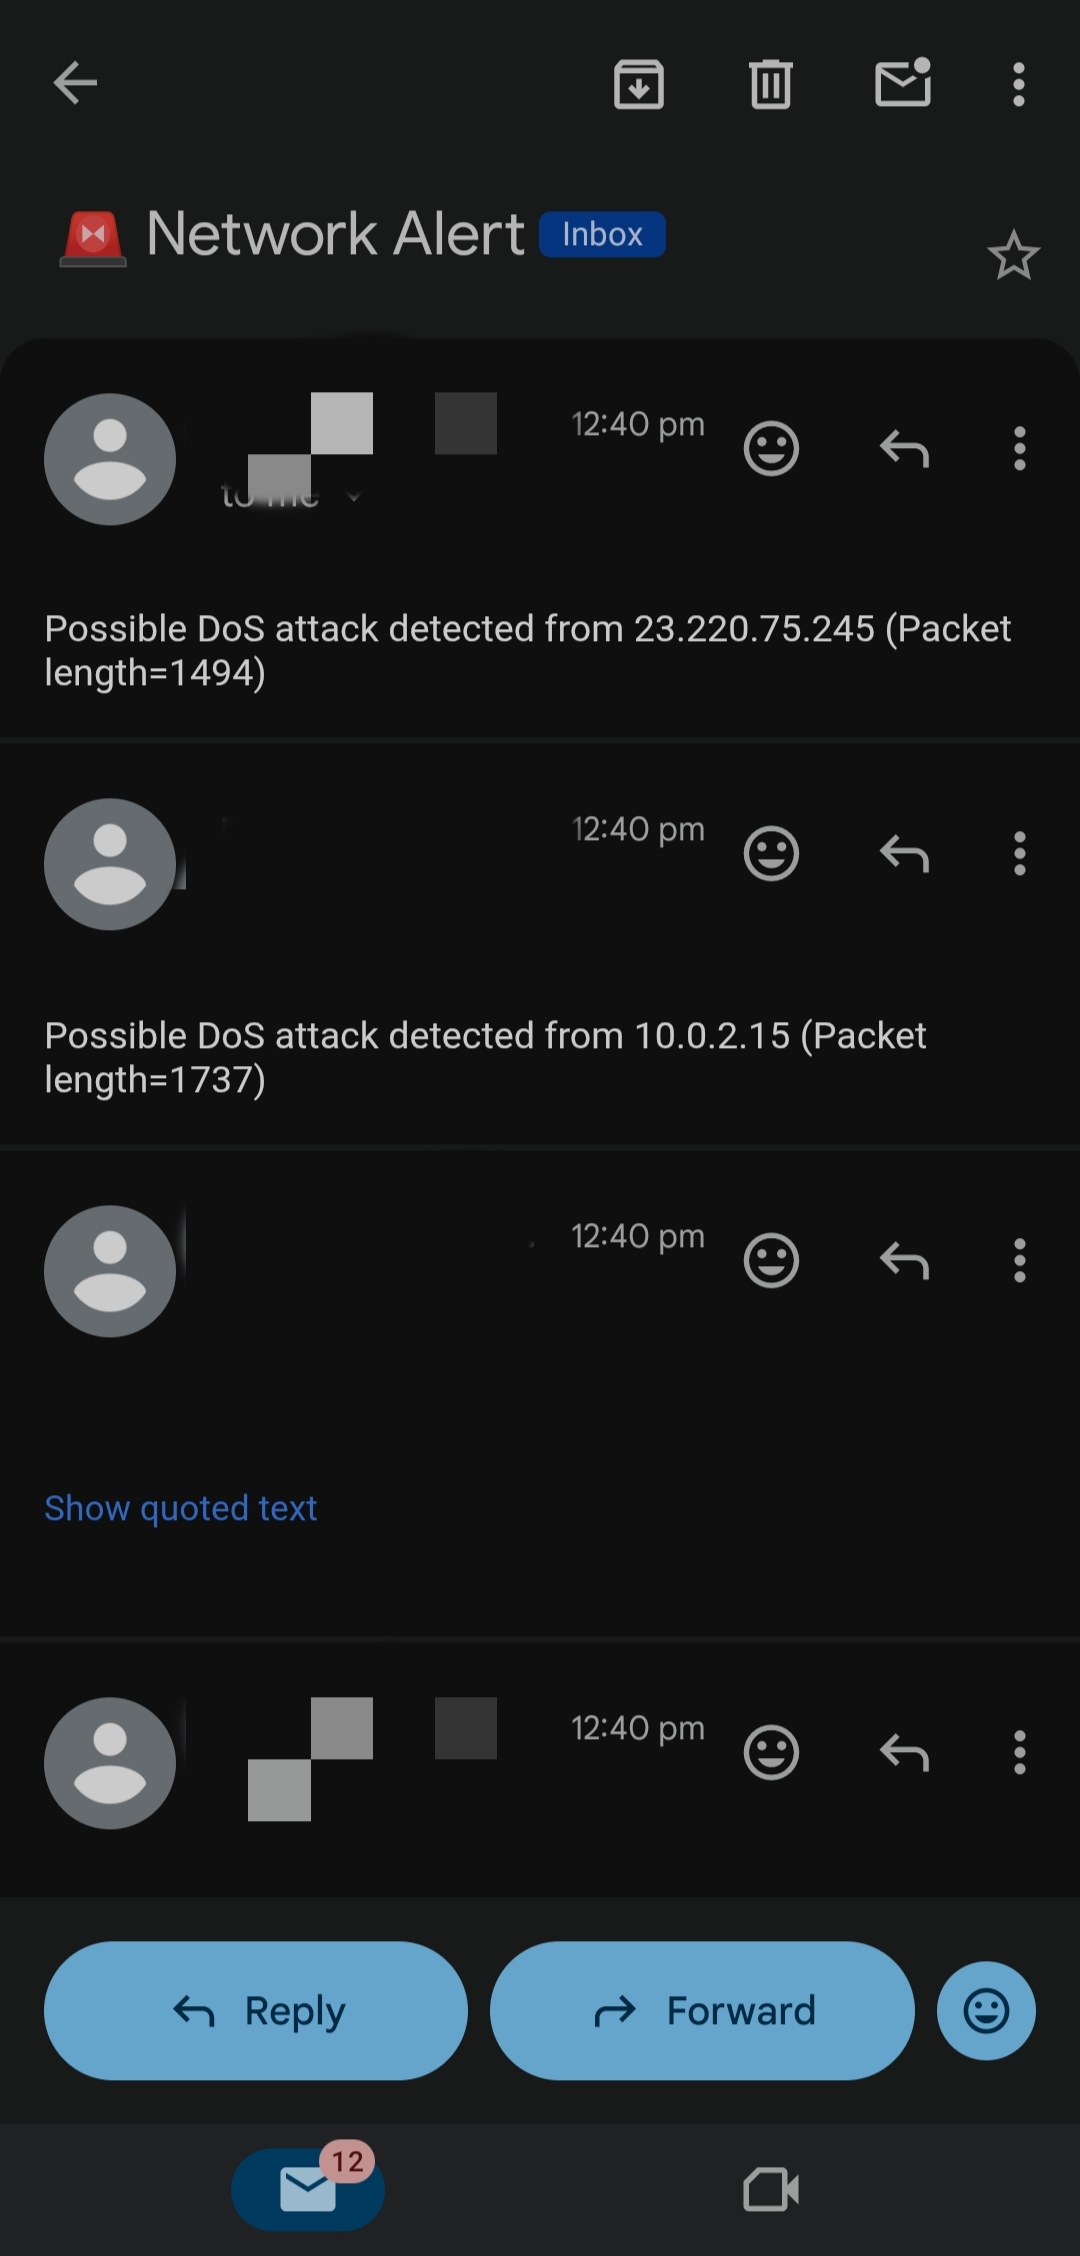 🚨 Network Alert Inbox
12:40 pm
to me
Possible DoS attack detected from 23.220.75.245 (Packet
length=1494)
12:40 pm
Possible DoS attack detected from 10.0.2.15 (Packet
length=1737)
12:40 pm
Show quoted text
12:40 pm
Reply
Forward
12